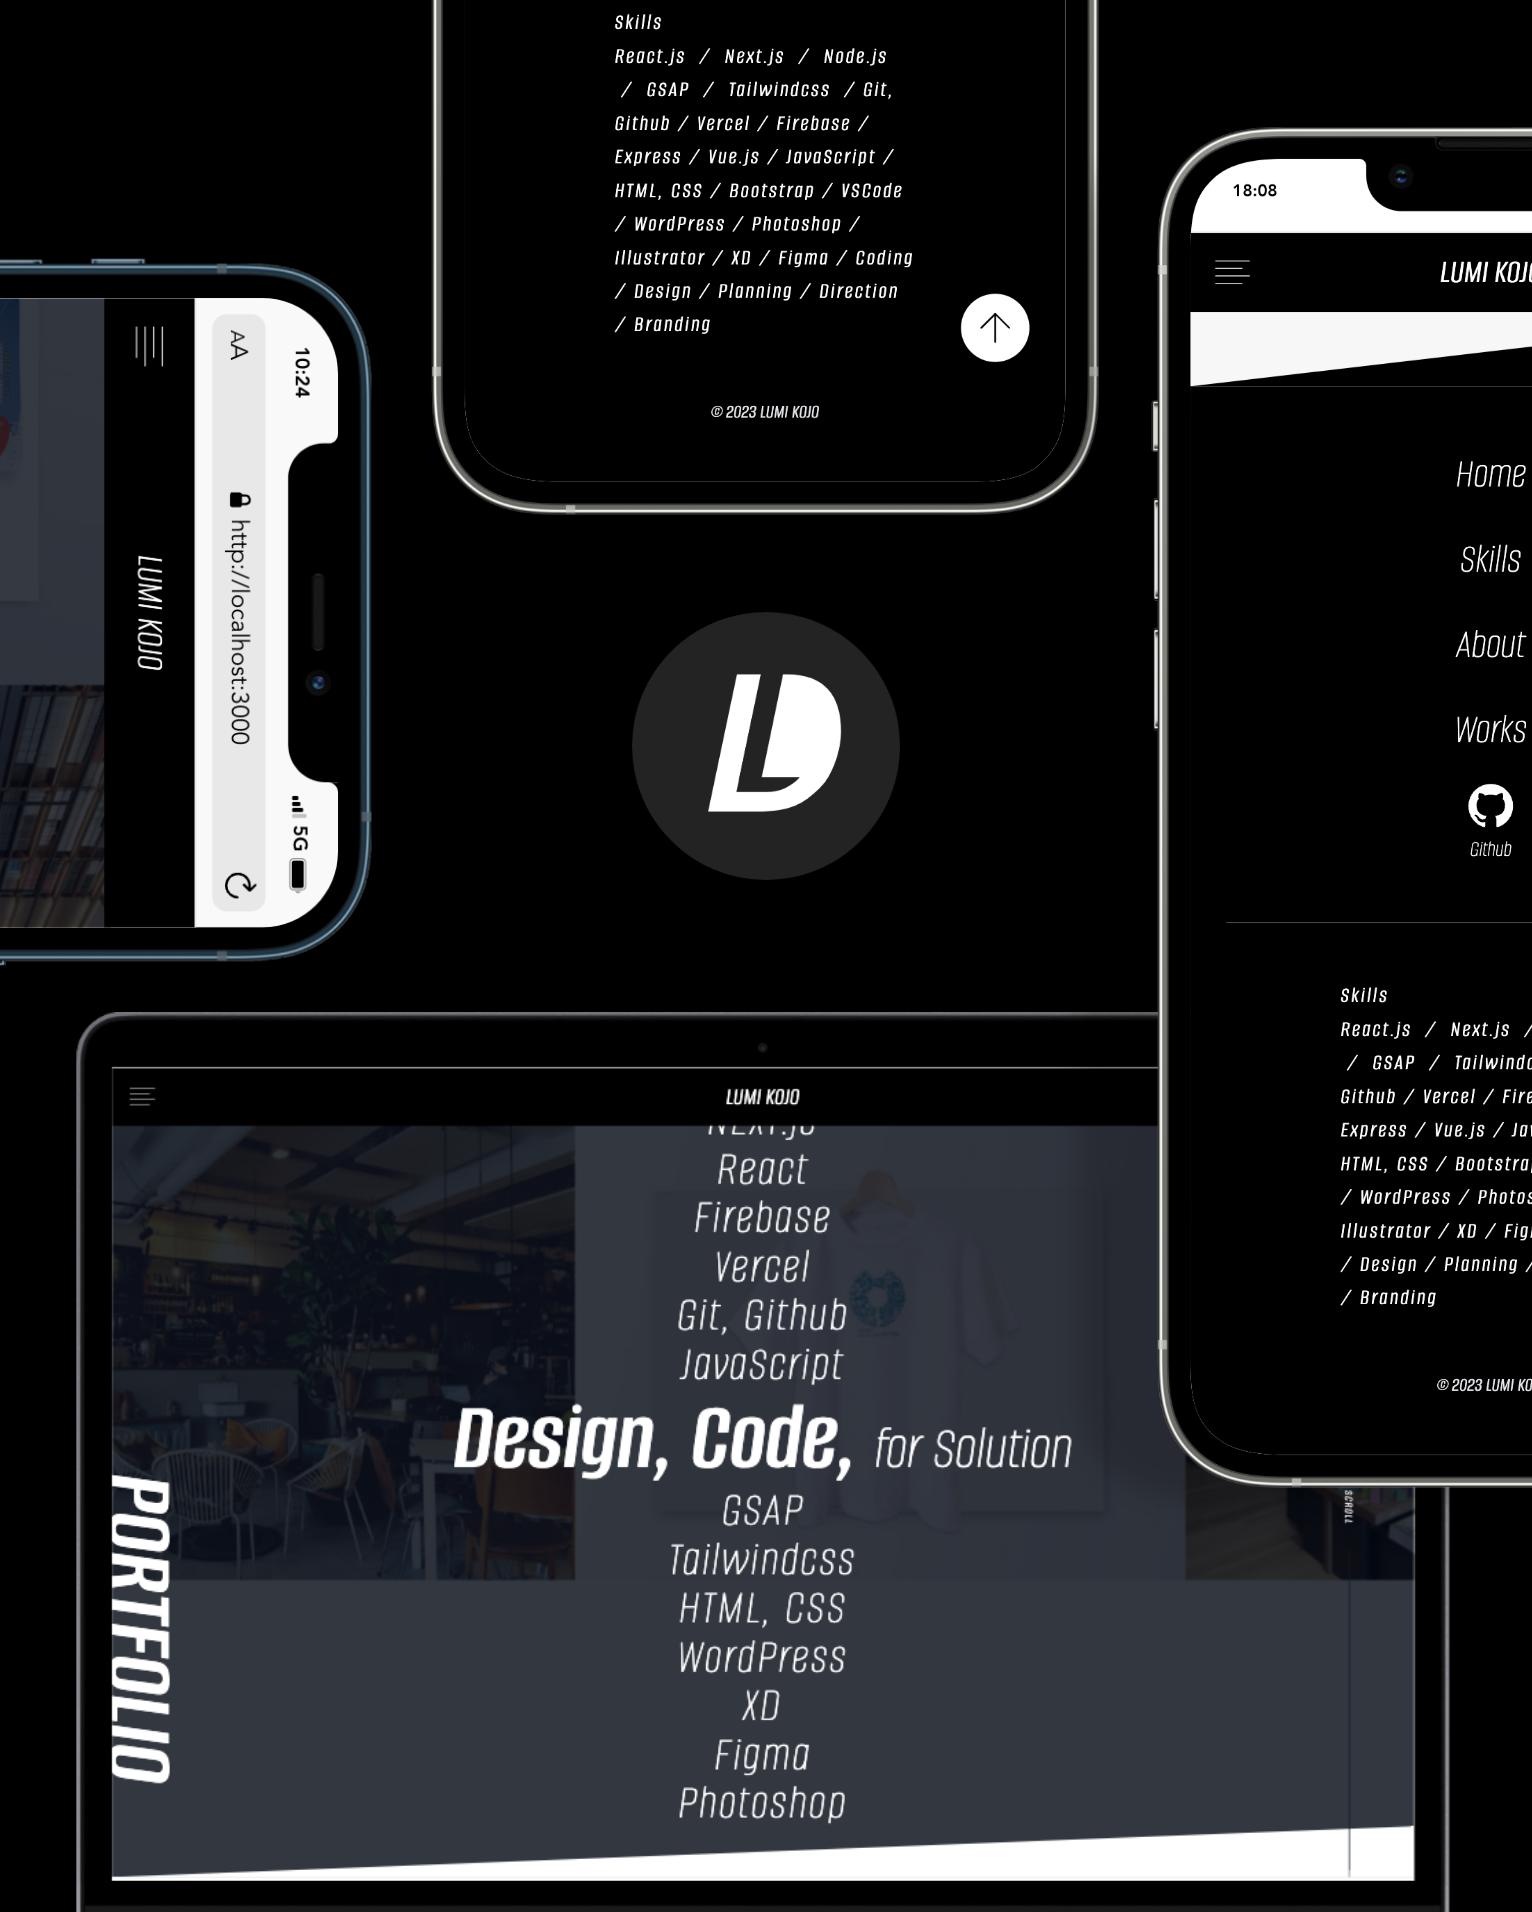 Skills
React.js / Next.js / Node.js
/ GSAP / Tailwindcss / Git,
Github / Vercel / Firebase /
Express / Vue.js / JavaScript /
HTML, CSS / Bootstrap / VSCode
/ WordPress / Photoshop /
Illustrator / XD / Figma / Coding
/ Design / Planning / Direction
/ Branding
© 2023 LUMI KOJO
10:24
5G
AA
http://localhost:3000
LUMI KOJO
LD
18:08
LUMI KOJ
Home
Skills
About
Works
Github
Skills
React.js / Next.js /
/ GSAP / Tailwindc
Github / Vercel / Fire
Express / Vue.js / Jav
HTML, CSS / Bootstrap
/ WordPress / Photos
Illustrator / XD / Fig
/ Design / Planning /
/ Branding
© 2023 LUMI KO
LUMI KOJO
Next.js
React
Firebase
Vercel
Git, Github
JavaScript
Design, Code, for Solution
GSAP
Tailwindcss
HTML, CSS
WordPress
XD
Figma
Photoshop
PORTFOLIO
SCROLL